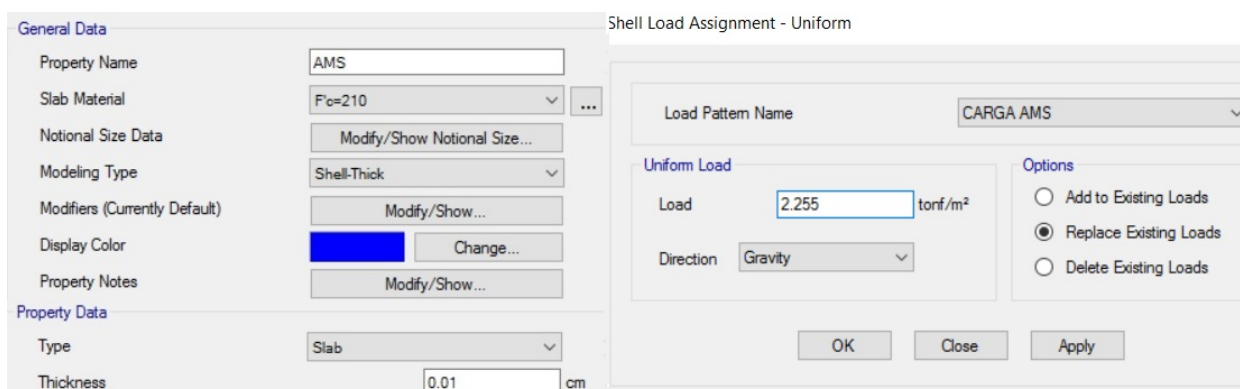 General Data
Property Name AMS
Slab Material F'c=210 ...
Notional Size Data Modify/Show Notional Size...
Modeling Type Shell-Thick
Modifiers (Currently Default) Modify/Show...
Display Color Change...
Property Notes Modify/Show...
Property Data
Type Slab
Thickness 0.01 cm
Shell Load Assignment - Uniform
Load Pattern Name CARGA AMS
Uniform Load
Load 2.255 tonf/m²
Direction Gravity
Options
Add to Existing Loads
Replace Existing Loads
Delete Existing Loads
OK Close Apply